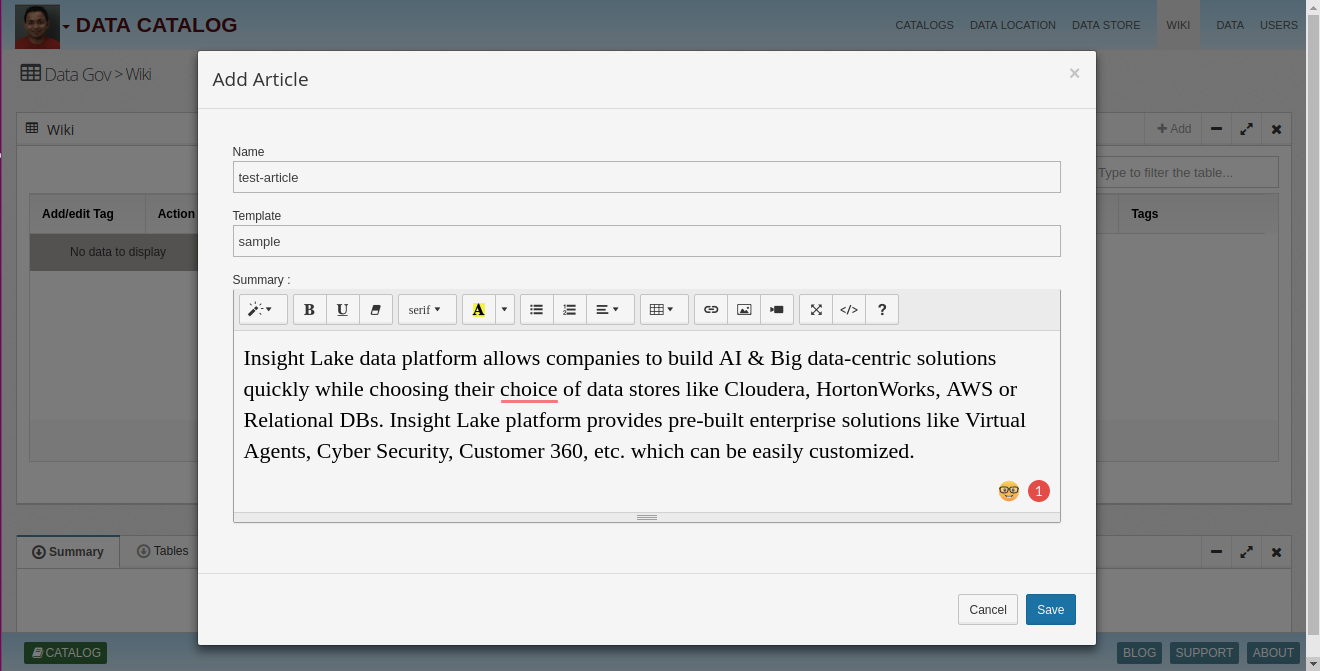 DATA CATALOG
CATALOGS DATA LOCATION DATA STORE WIKI DATA USERS
Data Gov > Wiki
Add Article ×
Wiki
+ Add
Type to filter the table...
Name
test-article
Add/edit Tag Action
Tags
Template
sample
No data to display
Summary :
B U serif A </> ?
Insight Lake data platform allows companies to build AI & Big data-centric solutions
quickly while choosing their choice of data stores like Cloudera, HortonWorks, AWS or
Relational DBs. Insight Lake platform provides pre-built enterprise solutions like Virtual
Agents, Cyber Security, Customer 360, etc. which can be easily customized.
1
Summary Tables
Cancel Save
CATALOG
BLOG SUPPORT ABOUT